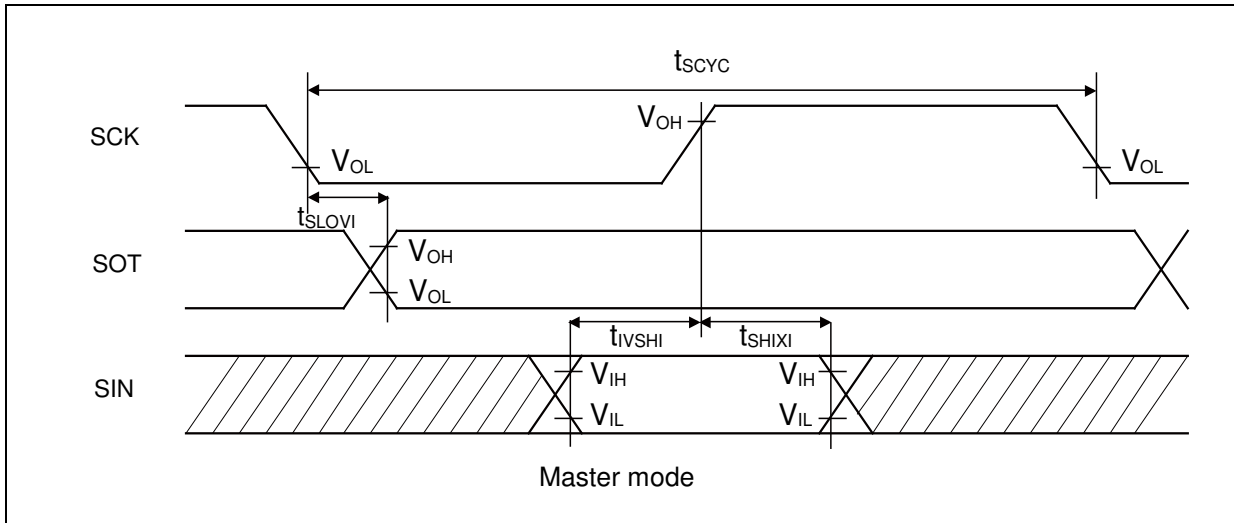 tSCYC
SCK
VOH
VOL
VOL
tSLOVI
SOT
VOH
VOL
tIVSHI
tSHIXI
SIN
VIH
VIH
VIL
VIL
Master mode